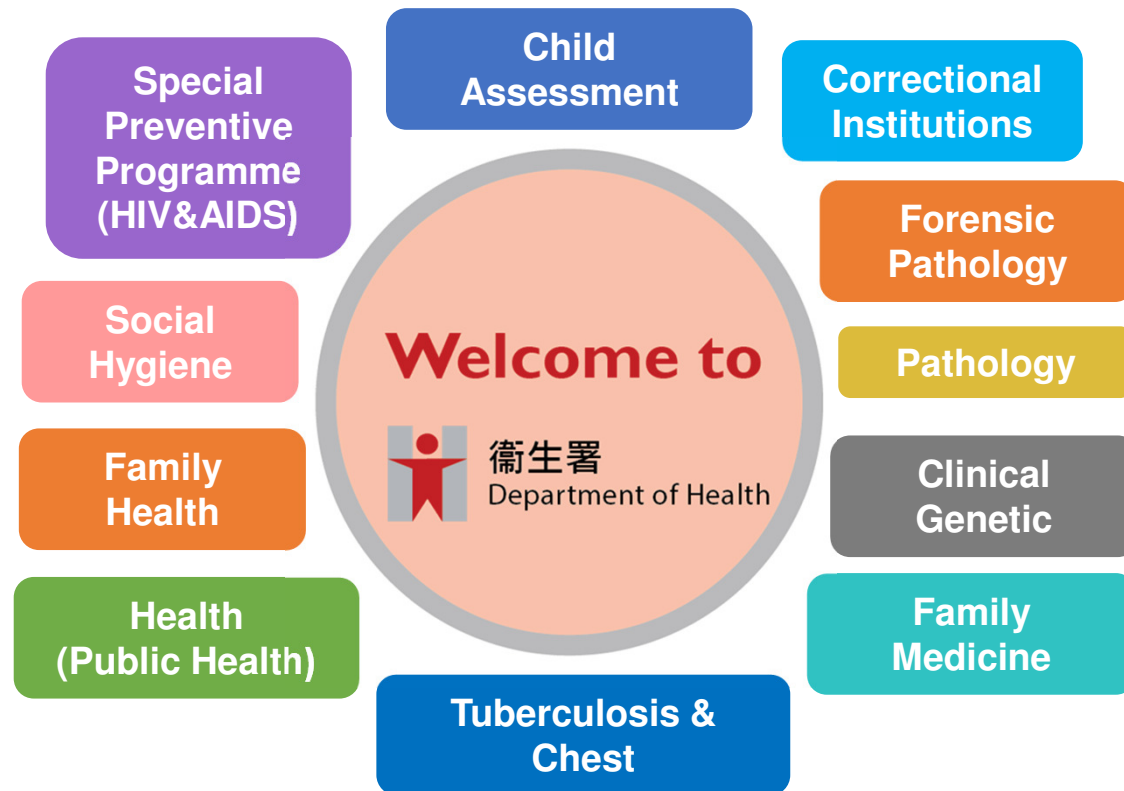 Child
Assessment
Correctional
Institutions
Forensic
Pathology
Pathology
Clinical
Genetic
Family
Medicine
Tuberculosis &
Chest
Health
(Public Health)
Family
Health
Social
Hygiene
Special
Preventive
Programme
(HIV&AIDS)
Welcome to
衞生署
Department of Health